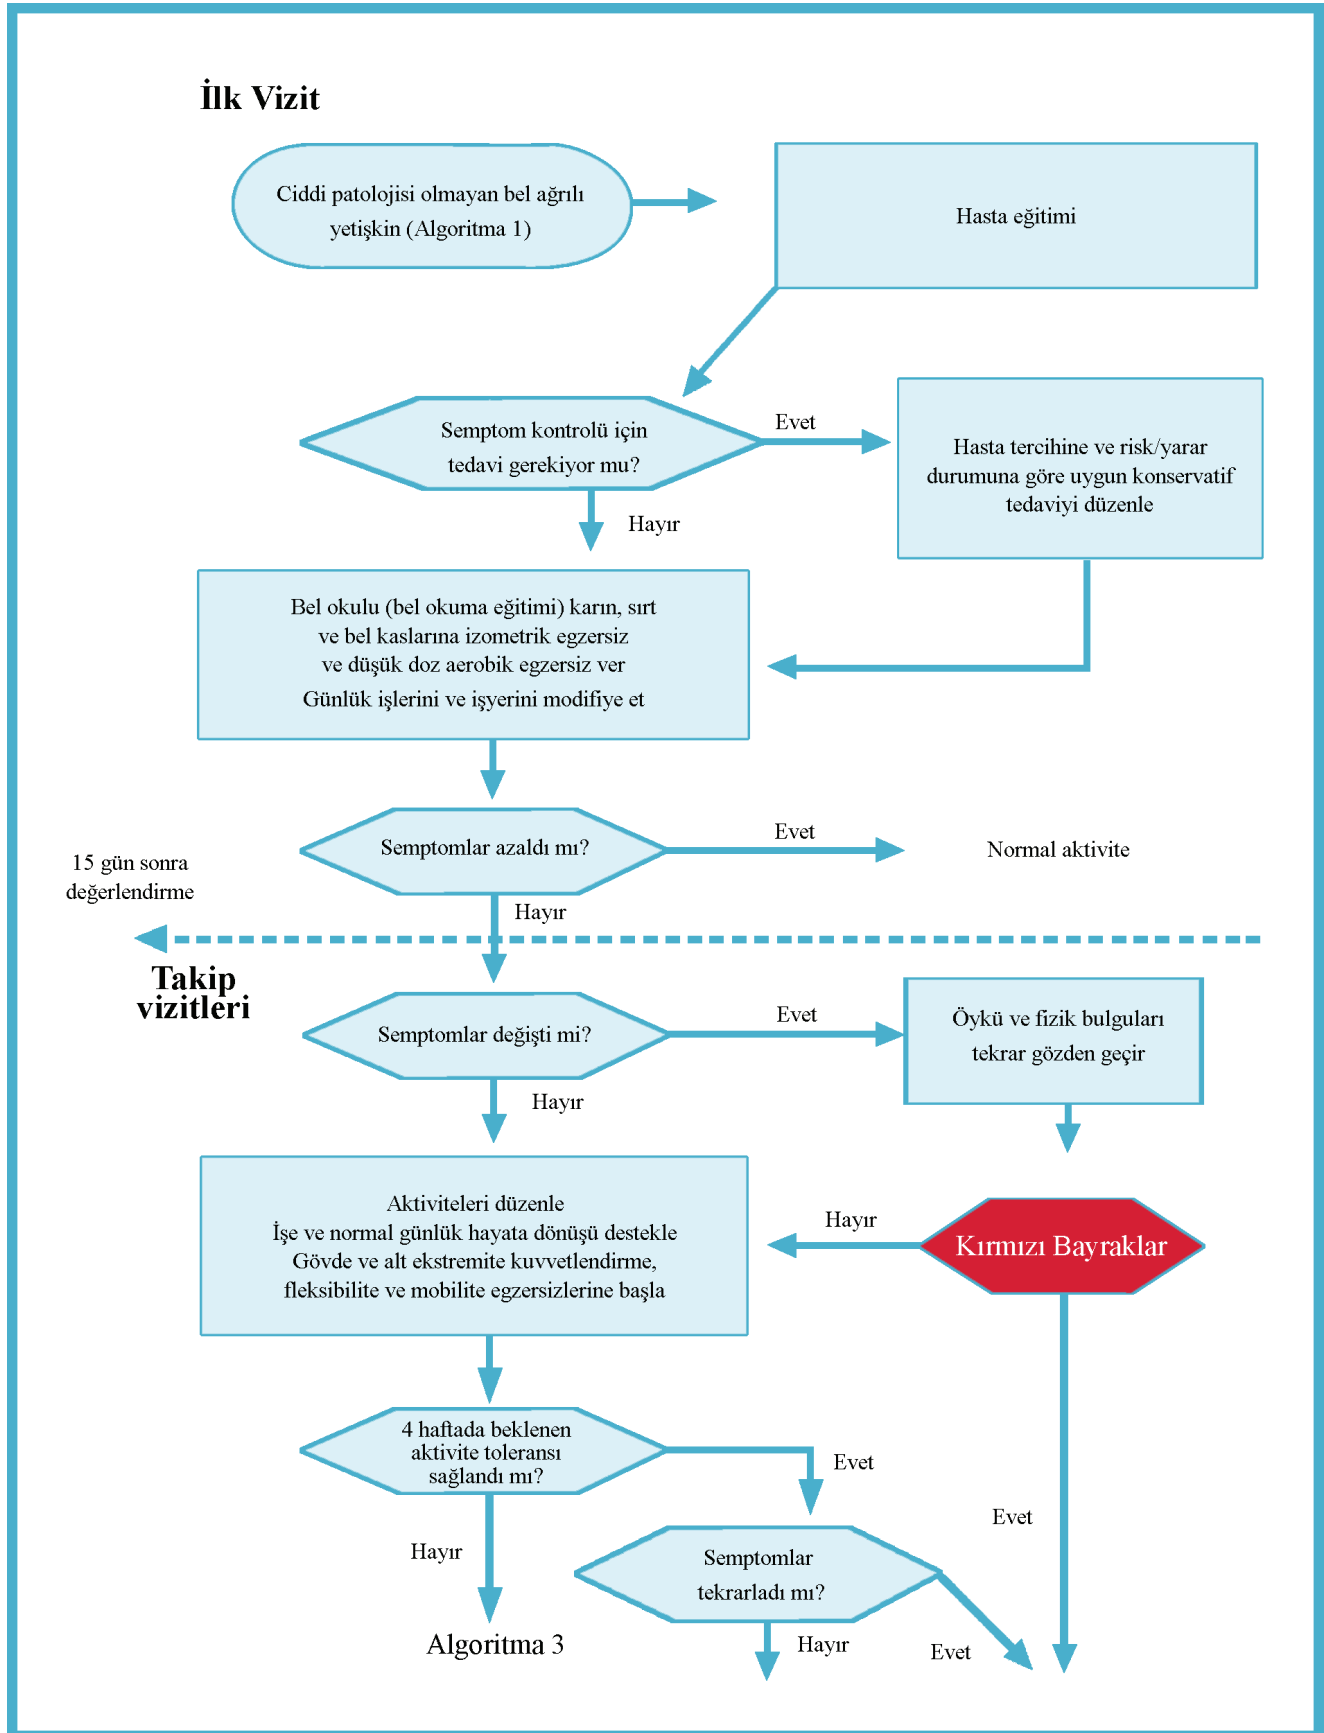 İlk Vizit
Ciddi patolojisi olmayan bel ağrılı
yetişkin (Algoritma 1)
Hasta eğitimi
Semptom kontrolü için
tedavi gerekiyor mu?
Evet
Hasta tercihine ve risk/yarar
durumuna göre uygun konservatif
tedaviyi düzenle
Hayır
Bel okulu (bel okuma eğitimi) karın, sırt
ve bel kaslarına izometrik egzersiz
ve düşük doz aerobik egzersiz ver
Günlük işlerini ve işyerini modifiye et
Semptomlar azaldı mı?
Evet
Normal aktivite
15 gün sonra
değerlendirme
Hayır
Takip
vizitleri
Semptomlar değişti mi?
Evet
Öykü ve fizik bulguları
tekrar gözden geçir
Hayır
Aktiviteleri düzenle
İşe ve normal günlük hayata dönüşü destekle
Gövde ve alt ekstremite kuvvetlendirme,
fleksibilite ve mobilite egzersizlerine başla
Hayır
Kırmızı Bayraklar
4 haftada beklenen
aktivite toleransı
sağlandı mı?
Evet
Evet
Hayır
Semptomlar
tekrarladı mı?
Algoritma 3
Hayır
Evet